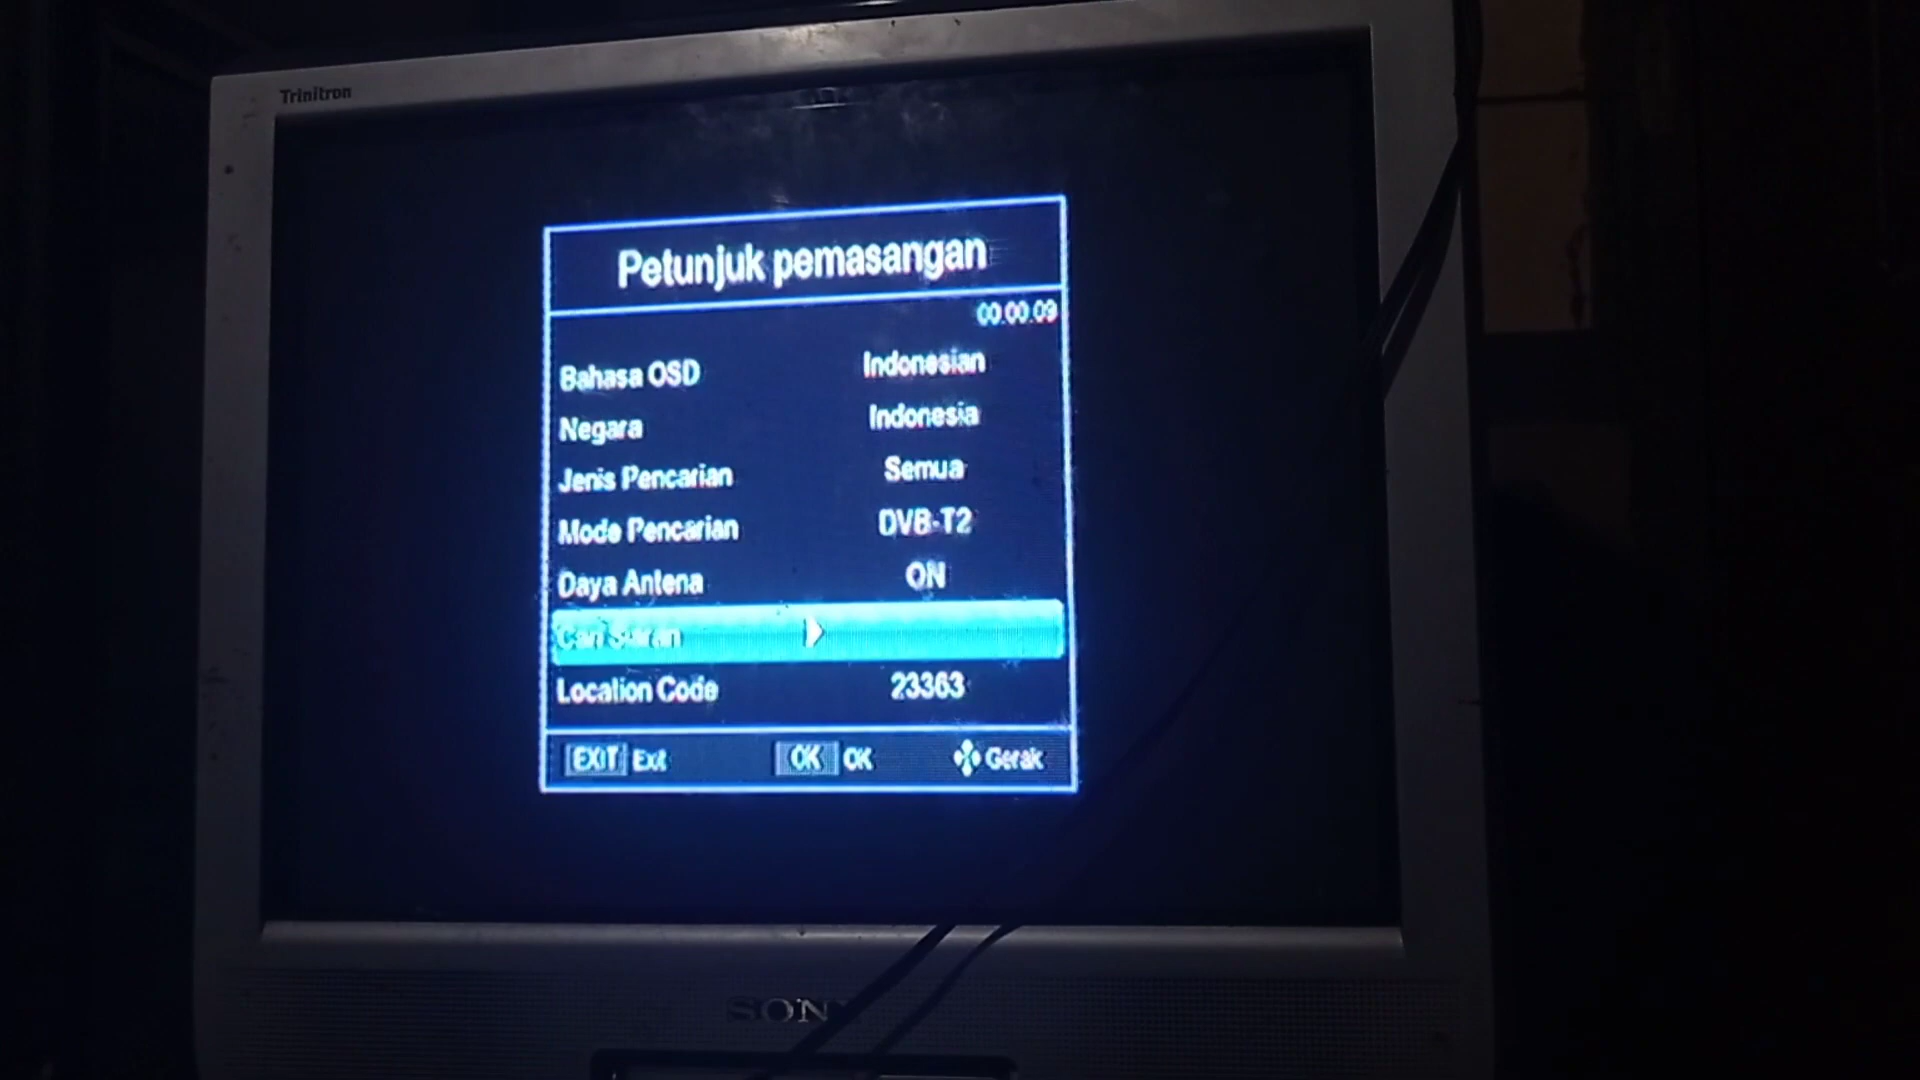 Trinitron
Petunjuk pemasangan
00:00:09
Bahasa OSD Indonesian
Negara Indonesia
Jenis Pencarian Semua
Mode Pencarian DVB-T2
Daya Antena ON
Cari Siaran
Location Code 23363
EXIT Exit OK OK Gerak
SONY